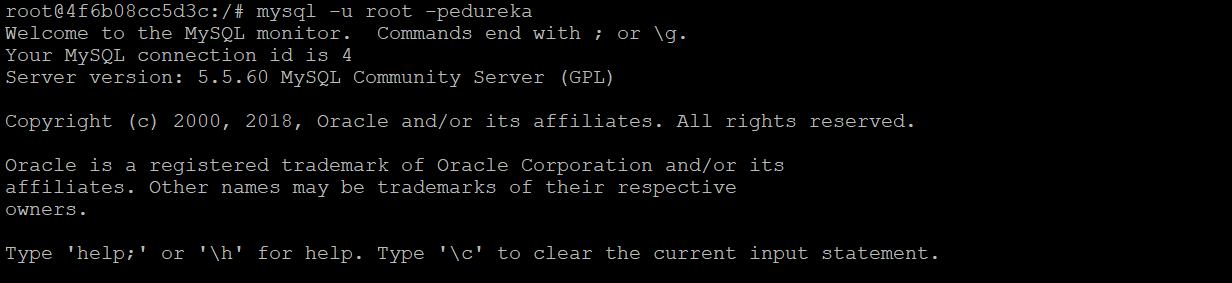 root@4f6b08cc5d3c:/# mysql -u root -pedureka
Welcome to the MySQL monitor.  Commands end with ; or \g.
Your MySQL connection id is 4
Server version: 5.5.60 MySQL Community Server (GPL)
Copyright (c) 2000, 2018, Oracle and/or its affiliates. All rights reserved.
Oracle is a registered trademark of Oracle Corporation and/or its
affiliates. Other names may be trademarks of their respective
owners.
Type 'help;' or '\h' for help. Type '\c' to clear the current input statement.